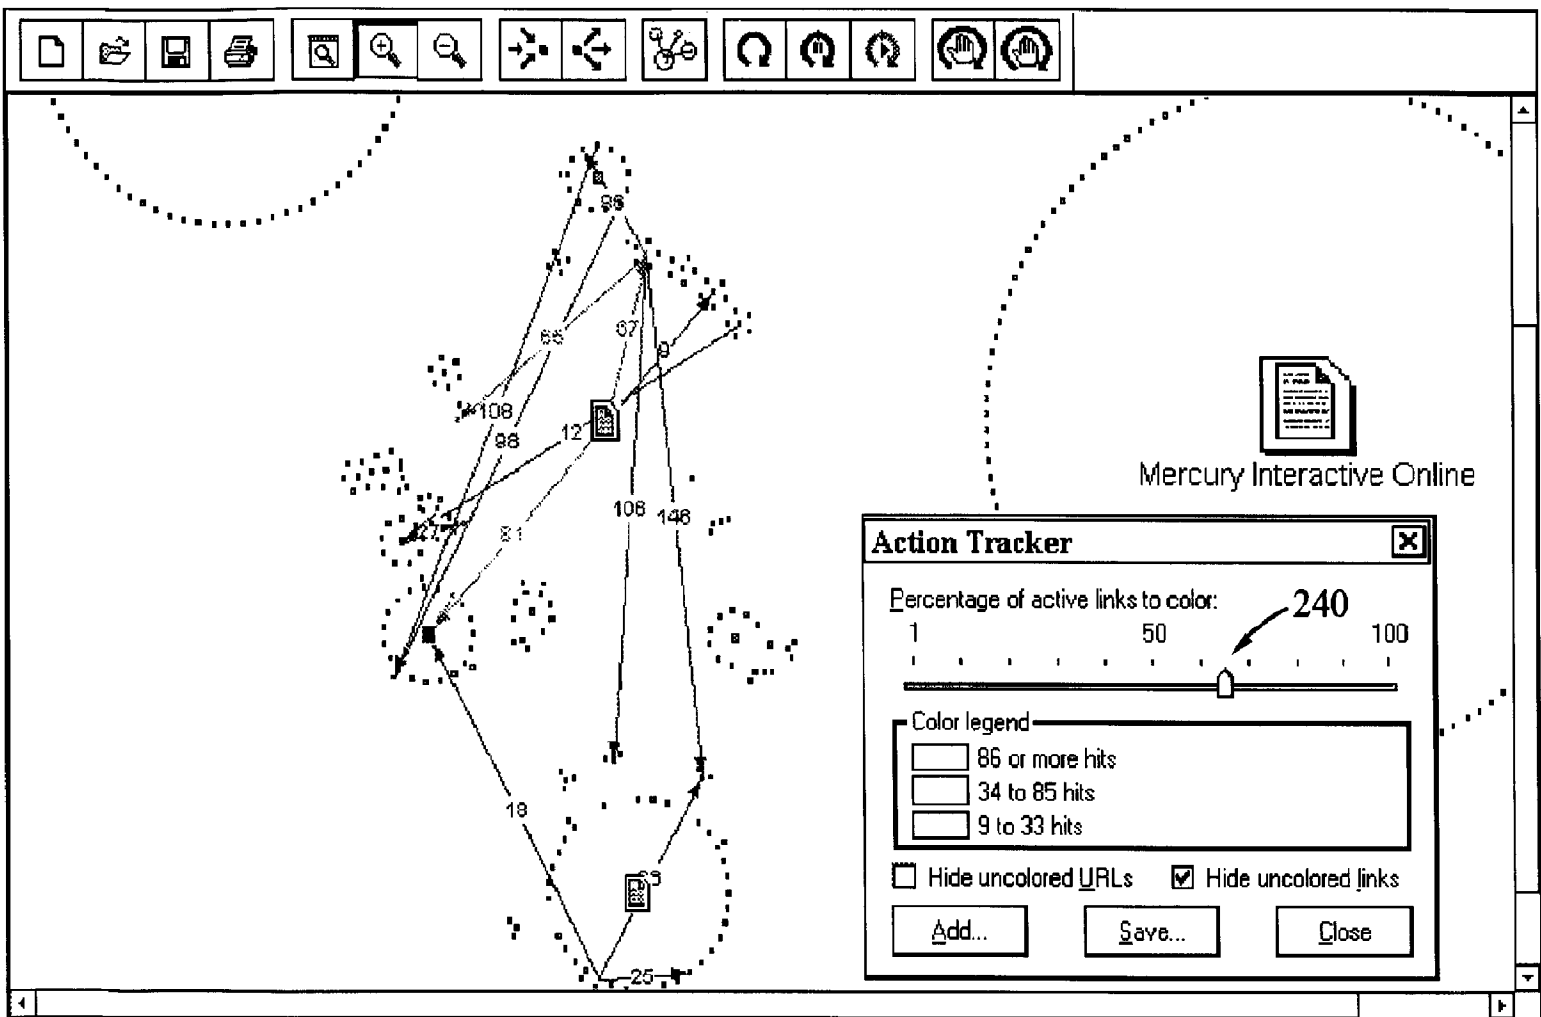 96
66
67
9
108
98
12
106
146
81
18
25
Mercury Interactive Online
Action Tracker
Percentage of active links to color:
240
1 50 100
Color legend
86 or more hits
34 to 85 hits
9 to 33 hits
Hide uncolored URLs Hide uncolored links
Add... Save... Close